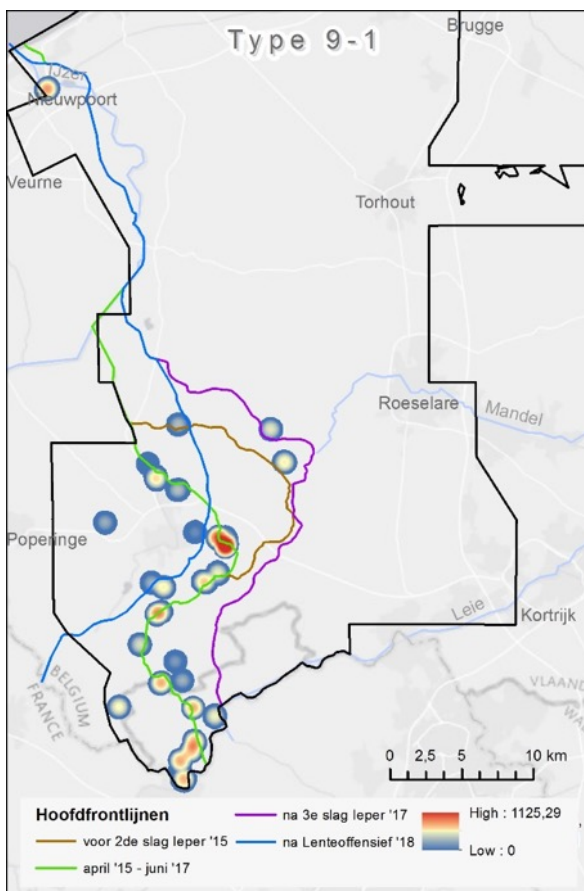 Type 9-1
Brugge
IJzer
Nieuwpoort
Veurne
Torhout
Roeselare
Mandel
Poperinge
Leie
Kortrijk
BELGIUM
FRANCE
VLAAND
WA
0 2,5 5 10 km
Hoofdfrontlijnen
voor 2de slag Ieper '15
april '15 - juni '17
na 3e slag Ieper '17
na Lenteoffensief '18
High : 1125,29
Low : 0